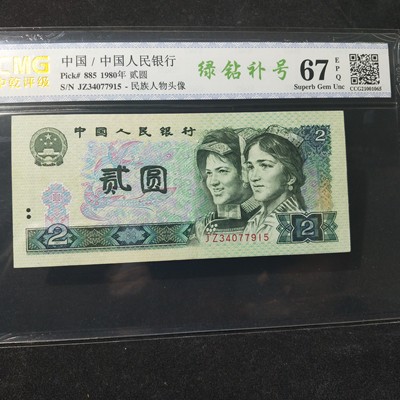 CMG
中乾评级
中国 / 中国人民银行
Pick# 885 1980年 贰圆
S/N JZ34077915 - 民族人物头像
绿钻补号
67
EPQ
Superb Gem Unc
CCG21001068
中国人民银行
2
贰圆
JZ34077915
2
2